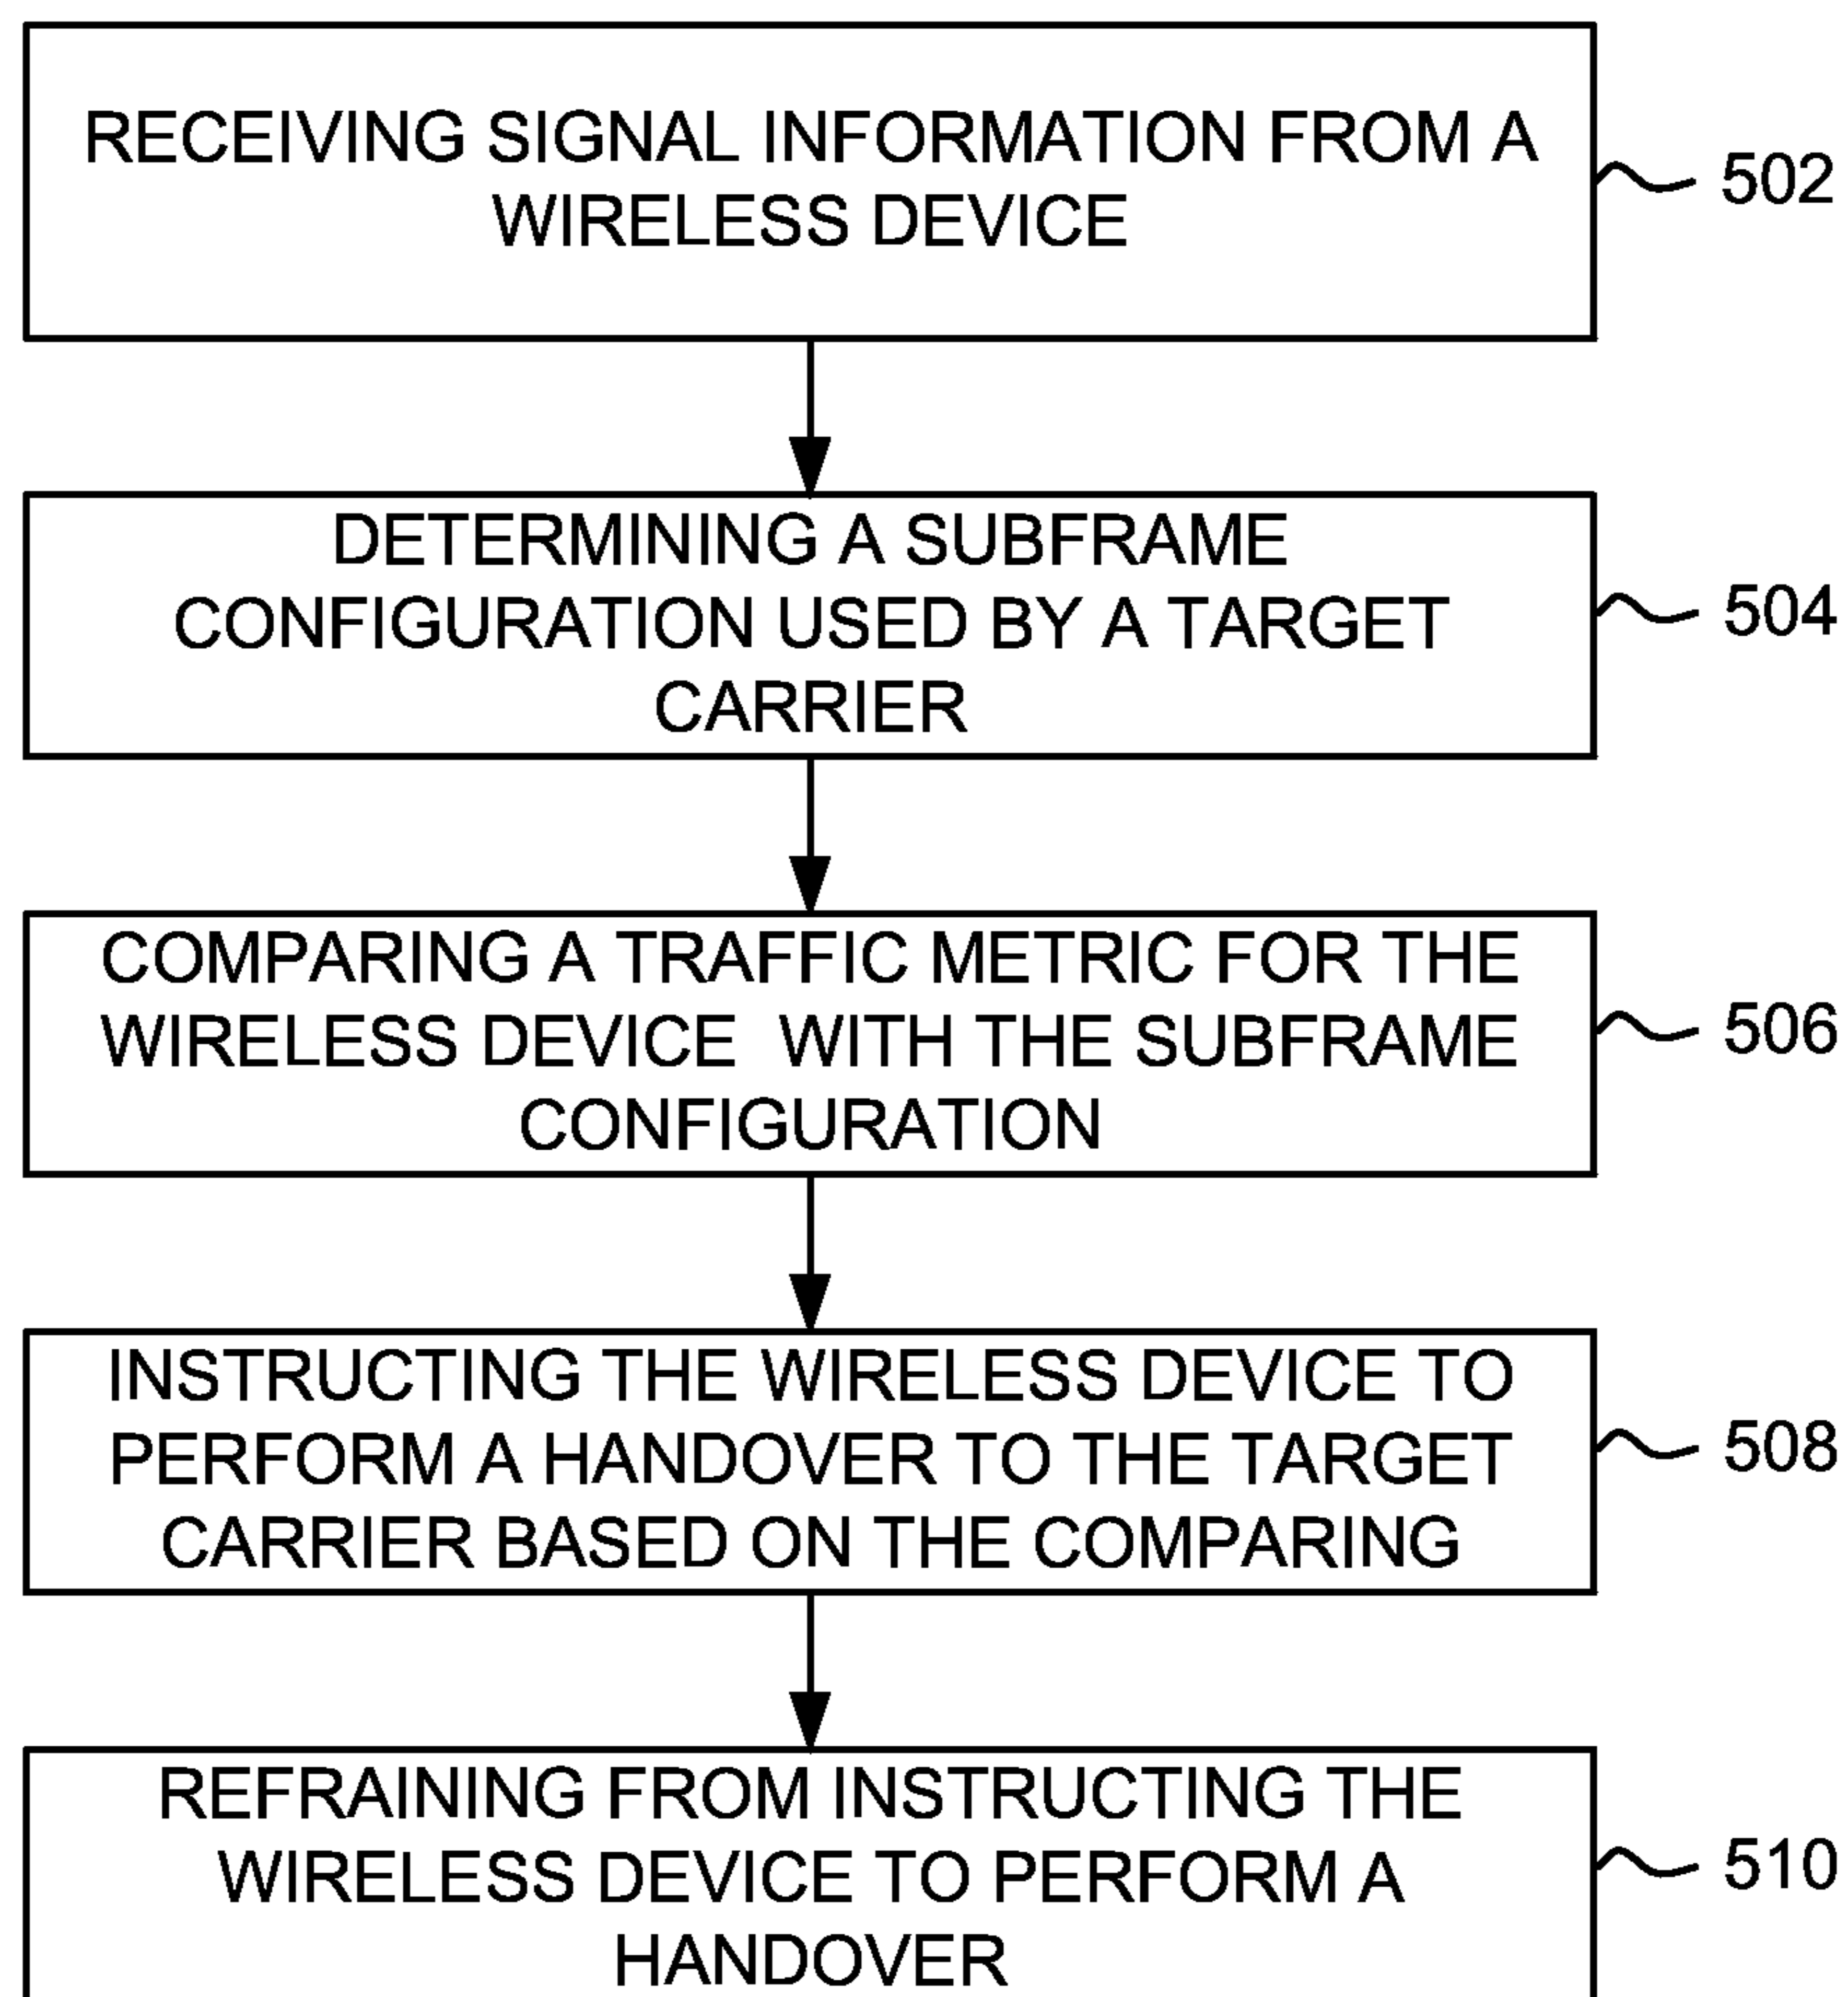 RECEIVING SIGNAL INFORMATION FROM A
WIRELESS DEVICE
502
DETERMINING A SUBFRAME
CONFIGURATION USED BY A TARGET
CARRIER
504
COMPARING A TRAFFIC METRIC FOR THE
WIRELESS DEVICE WITH THE SUBFRAME
CONFIGURATION
506
INSTRUCTING THE WIRELESS DEVICE TO
PERFORM A HANDOVER TO THE TARGET
CARRIER BASED ON THE COMPARING
508
REFRAINING FROM INSTRUCTING THE
WIRELESS DEVICE TO PERFORM A
HANDOVER
510